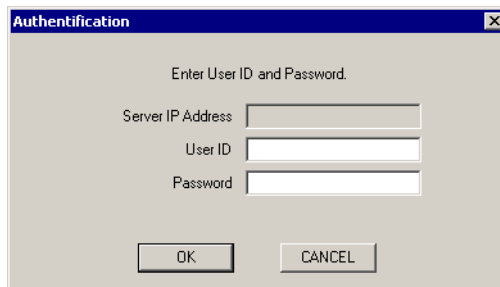 Authentification
Enter User ID and Password.
Server IP Address
User ID
Password
OK CANCEL